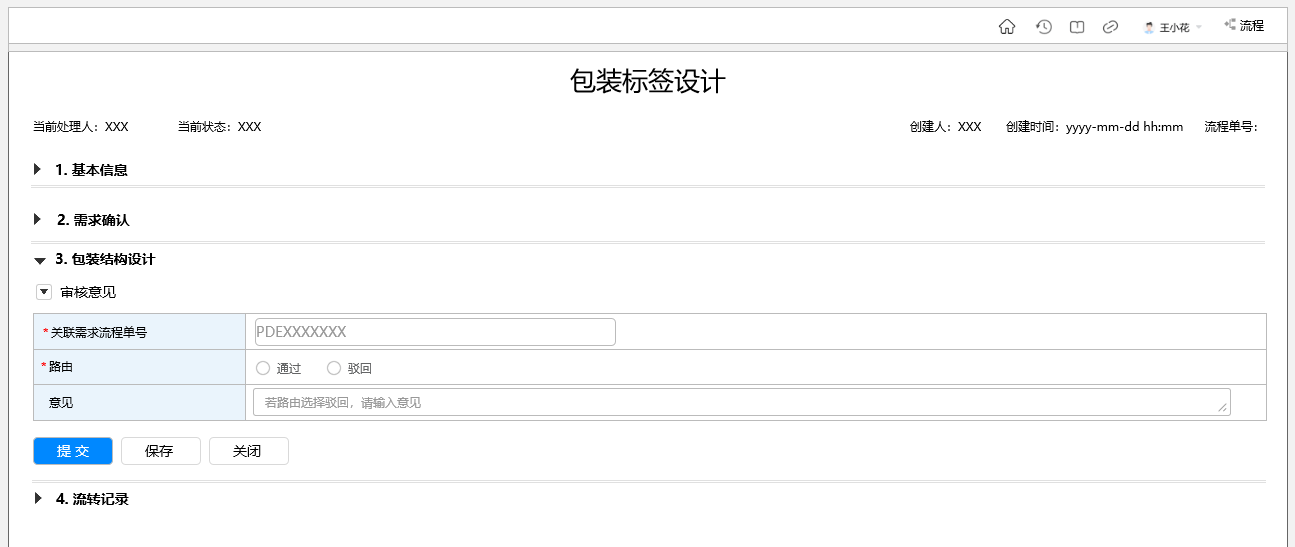 王小花 流程
包装标签设计
当前处理人：XXX 当前状态：XXX 创建人：XXX 创建时间：yyyy-mm-dd hh:mm 流程单号：
1. 基本信息
2. 需求确认
3. 包装结构设计
审核意见
*关联需求流程单号 PDEXXXXXXX
*路由 通过 驳回
意见 若路由选择驳回，请输入意见
提 交 保存 关闭
4. 流转记录